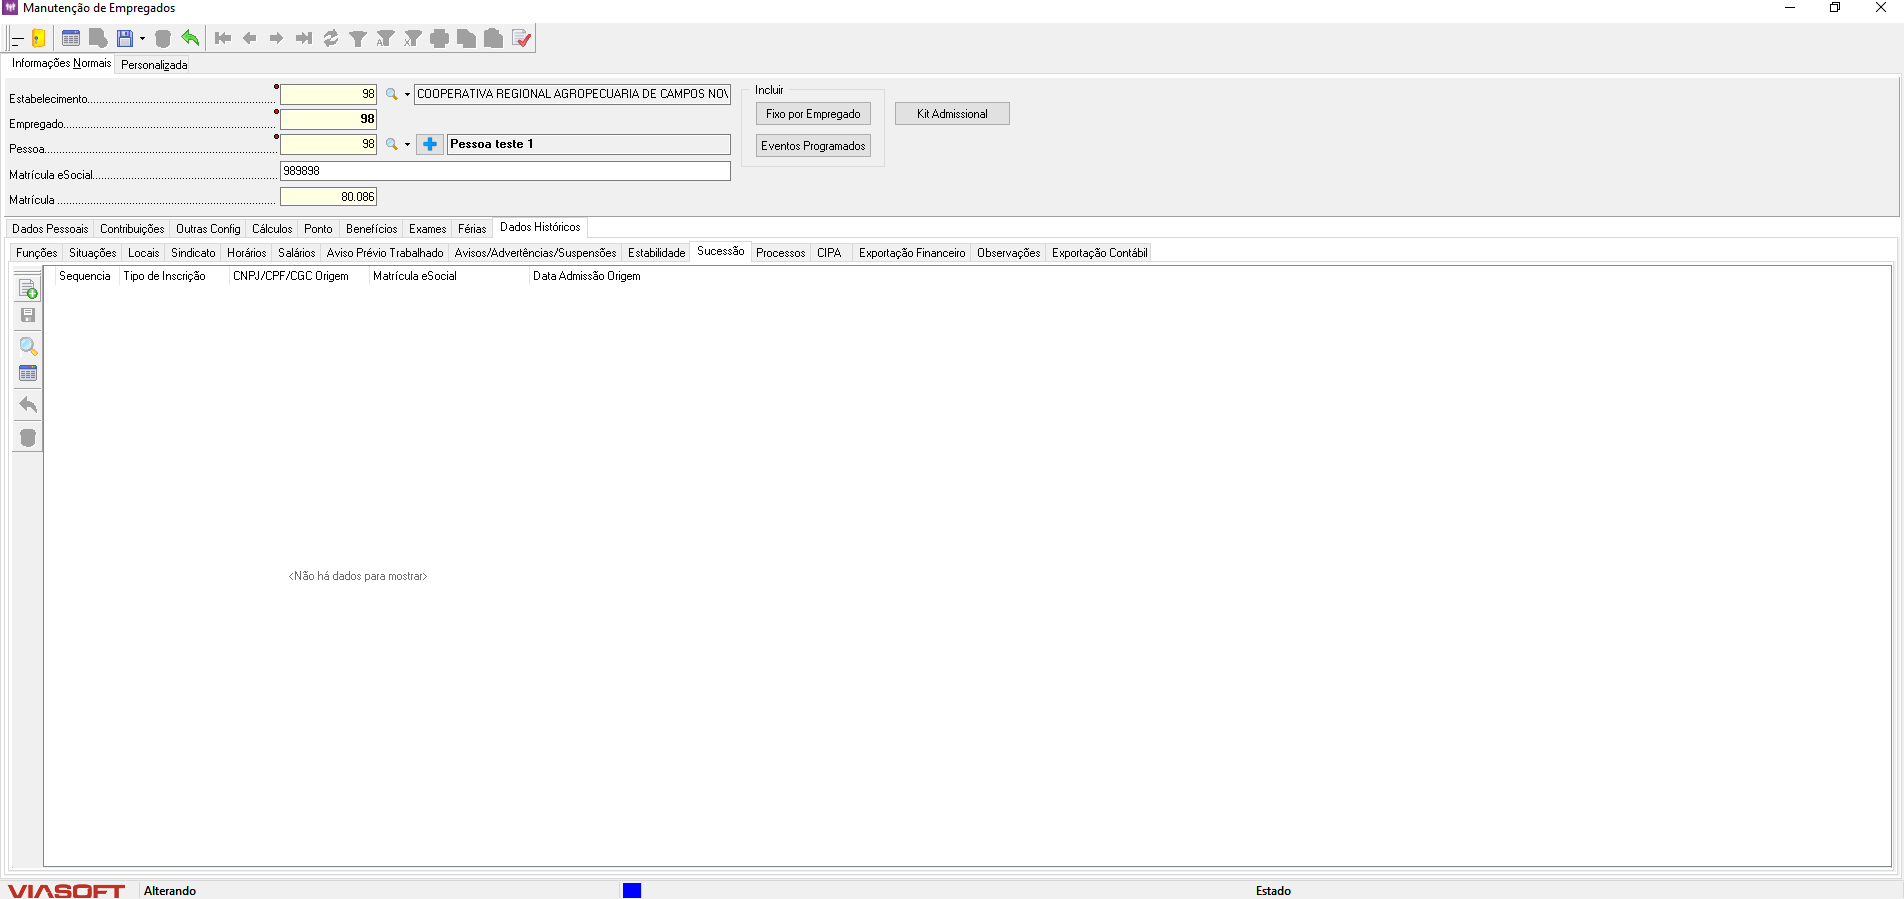 Manutenção de Empregados
Informações Normais Personalizada
Estabelecimento 98 COOPERATIVA REGIONAL AGROPECUARIA DE CAMPOS NOV
Empregado 98
Pessoa 98 Pessoa teste 1
Matrícula eSocial 989898
Matrícula 80.086
Incluir
Fixo por Empregado Kit Admissional
Eventos Programados
Dados Pessoais Contribuições Outras Config Cálculos Ponto Benefícios Exames Férias Dados Históricos
Funções Situações Locais Sindicato Horários Salários Aviso Prévio Trabalhado Avisos/Advertências/Suspensões Estabilidade Sucessão Processos CIPA Exportação Financeiro Observações Exportação Contábil
Sequencia Tipo de Inscrição CNPJ/CPF/CGC Origem Matrícula eSocial Data Admissão Origem
<Não há dados para mostrar>
VIASOFT Alterando Estado